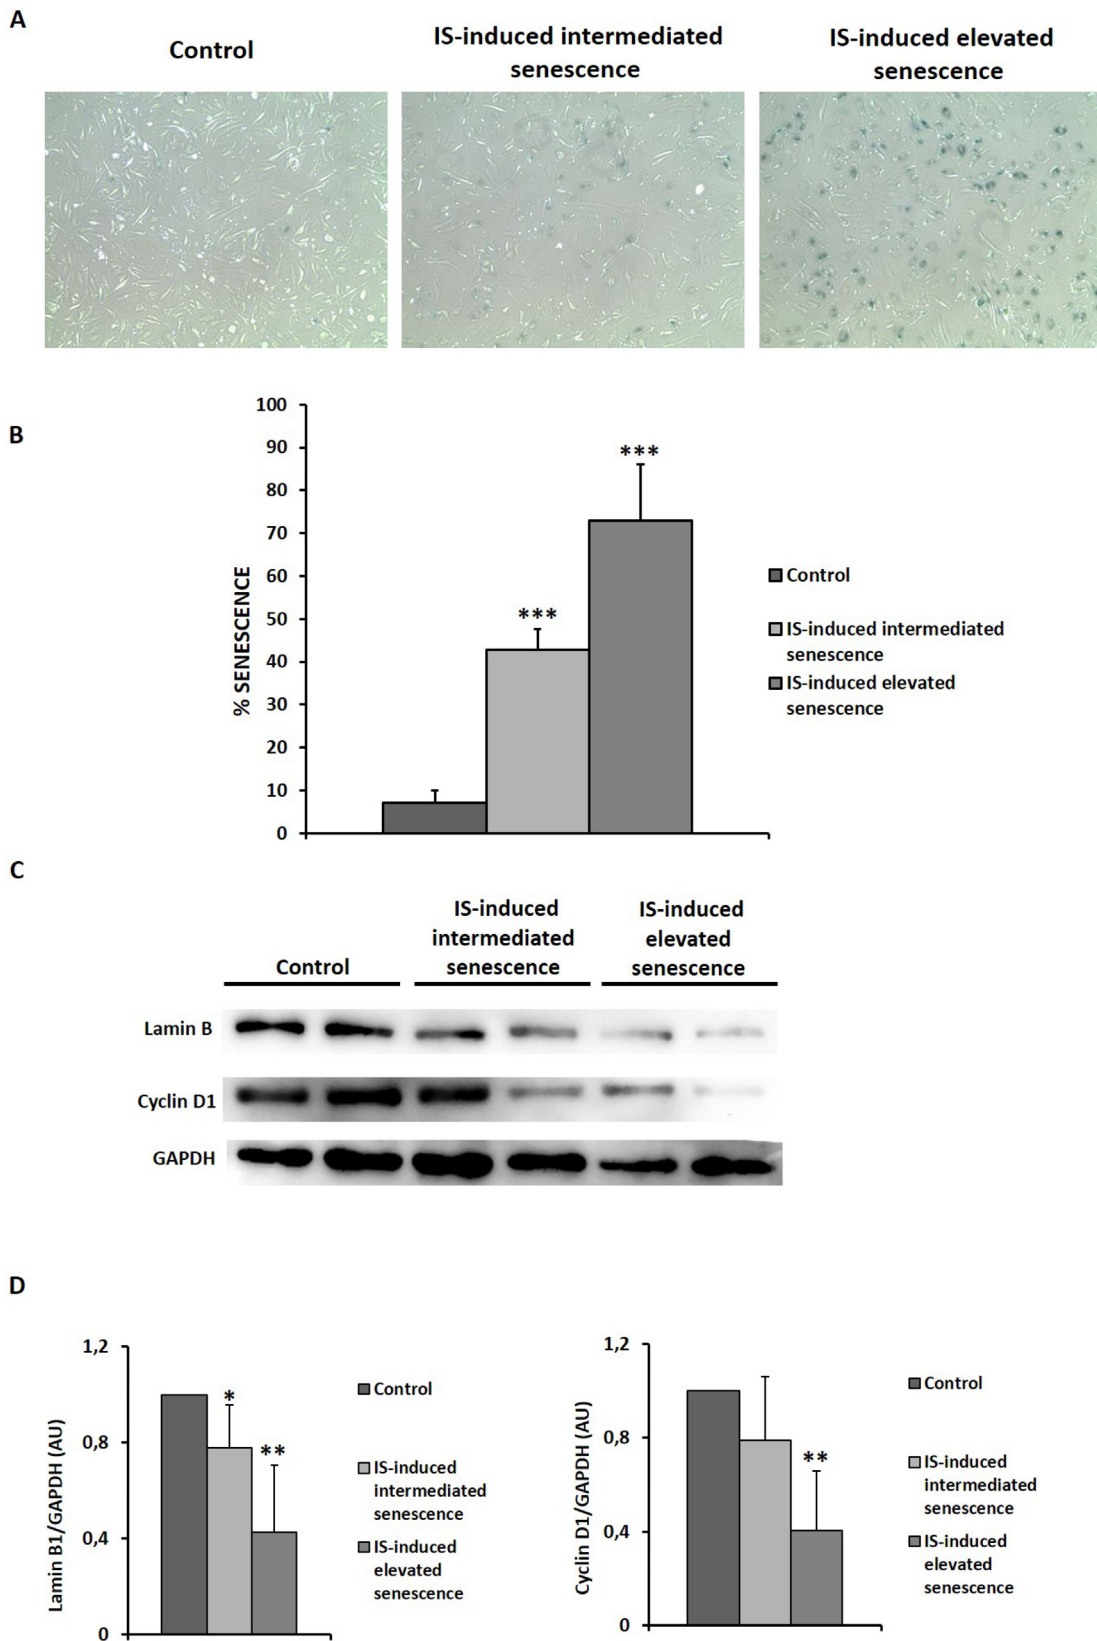 A
Control
IS-induced intermediated
senescence
IS-induced elevated
senescence
B
% SENESCENCE
100
90
80
70
60
50
40
30
20
10
0
***
***
Control
IS-induced intermediated
senescence
IS-induced elevated
senescence
C
Control
IS-induced
intermediated
senescence
IS-induced
elevated
senescence
Lamin B
Cyclin D1
GAPDH
D
Lamin B1/GAPDH (AU)
1,2
0,8
0,4
0
*
**
Control
IS-induced
intermediated
senescence
IS-induced
elevated
senescence
Cyclin D1/GAPDH (AU)
1,2
0,8
0,4
0
**
Control
IS-induced
intermediated
senescence
IS-induced
elevated
senescence